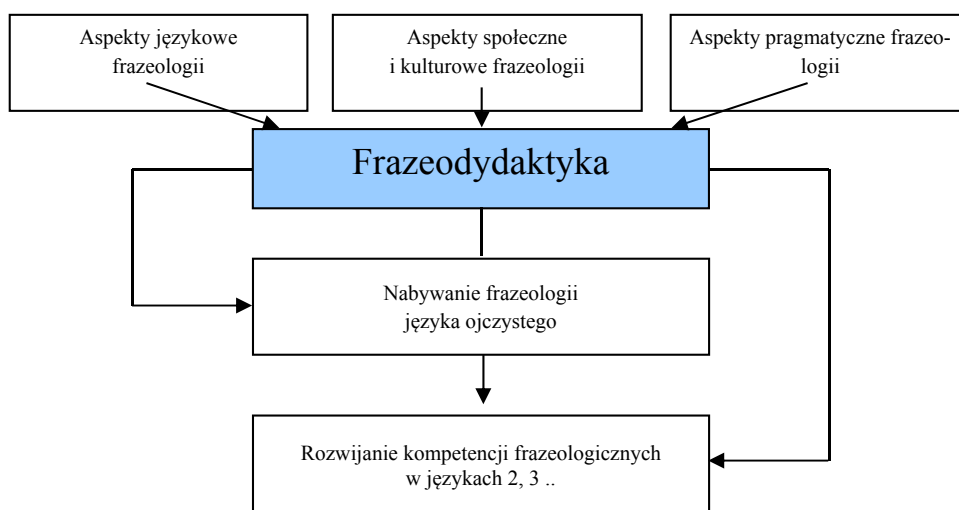 Aspekty językowe
frazeologii
Aspekty społeczne
i kulturowe frazeologii
Aspekty pragmatyczne frazeo-
logii
Frazeodydaktyka
Nabywanie frazeologii
języka ojczystego
Rozwijanie kompetencji frazeologicznych
w językach 2, 3 ..